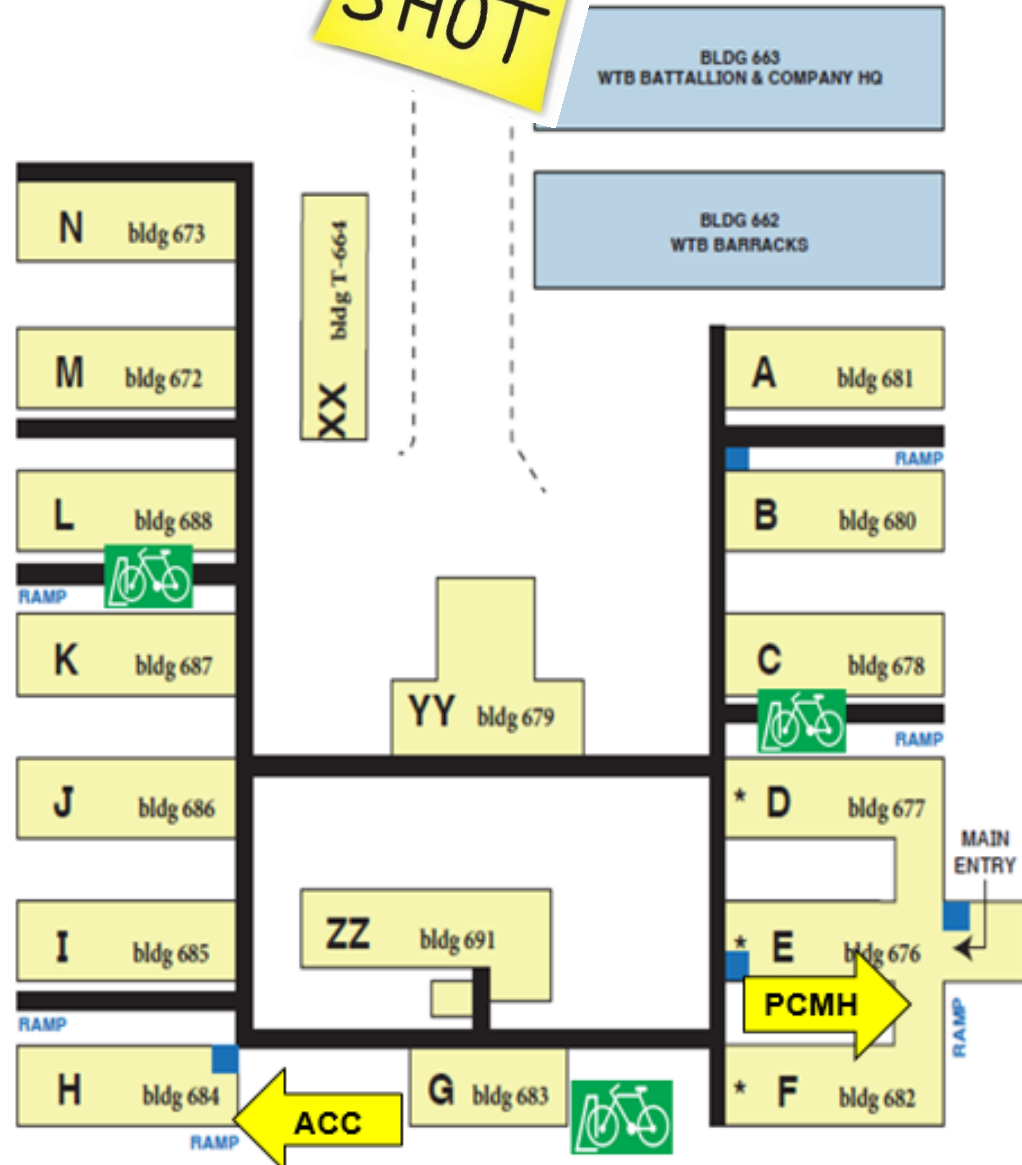 SHOT
BLDG 663
WTB BATTALLION & COMPANY HQ
BLDG 662
WTB BARRACKS
N bldg 673
XX bldg T-664
M bldg 672
A bldg 681
RAMP
L bldg 688
B bldg 680
RAMP
K bldg 687
C bldg 678
YY bldg 679
RAMP
J bldg 686
* D bldg 677
MAIN
ENTRY
I bldg 685
ZZ bldg 691
* E bldg 676
PCMH
RAMP
RAMP
H bldg 684
G bldg 683
* F bldg 682
ACC
RAMP